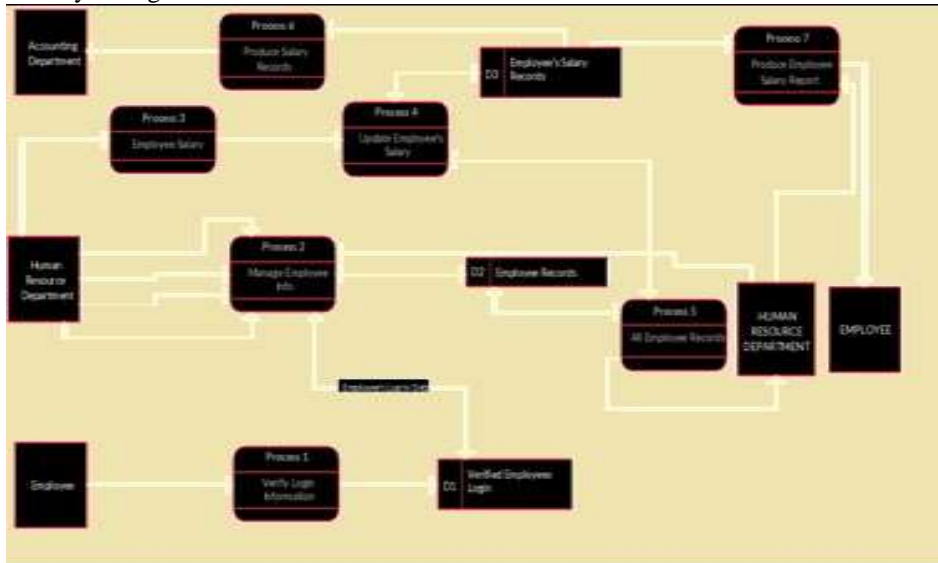 Process 6
Produce Salary
Records
Accounting
Department
D3
Employee's Salary
Records
Process 7
Produce Employee
Salary Report
Process 3
Employee Salary
Process 4
Update Employee's
Salary
Human
Resource
Department
Process 2
Manage Employee
Info.
D2
Employee Records
Process 5
All Employee Records
HUMAN
RESOURCE
DEPARTMENT
EMPLOYEE
Employee
Process 1
Verify Login
Information
D1
Verified Employees
Login